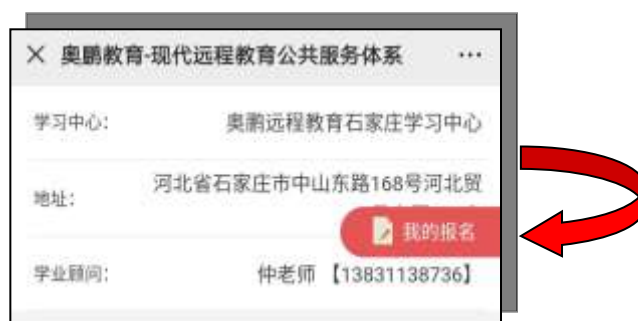 奥鹏教育-现代远程教育公共服务体系
学习中心: 奥鹏远程教育石家庄学习中心
地址: 河北省石家庄市中山东路168号河北贸
我的报名
学业顾问: 仲老师 【13831138736】